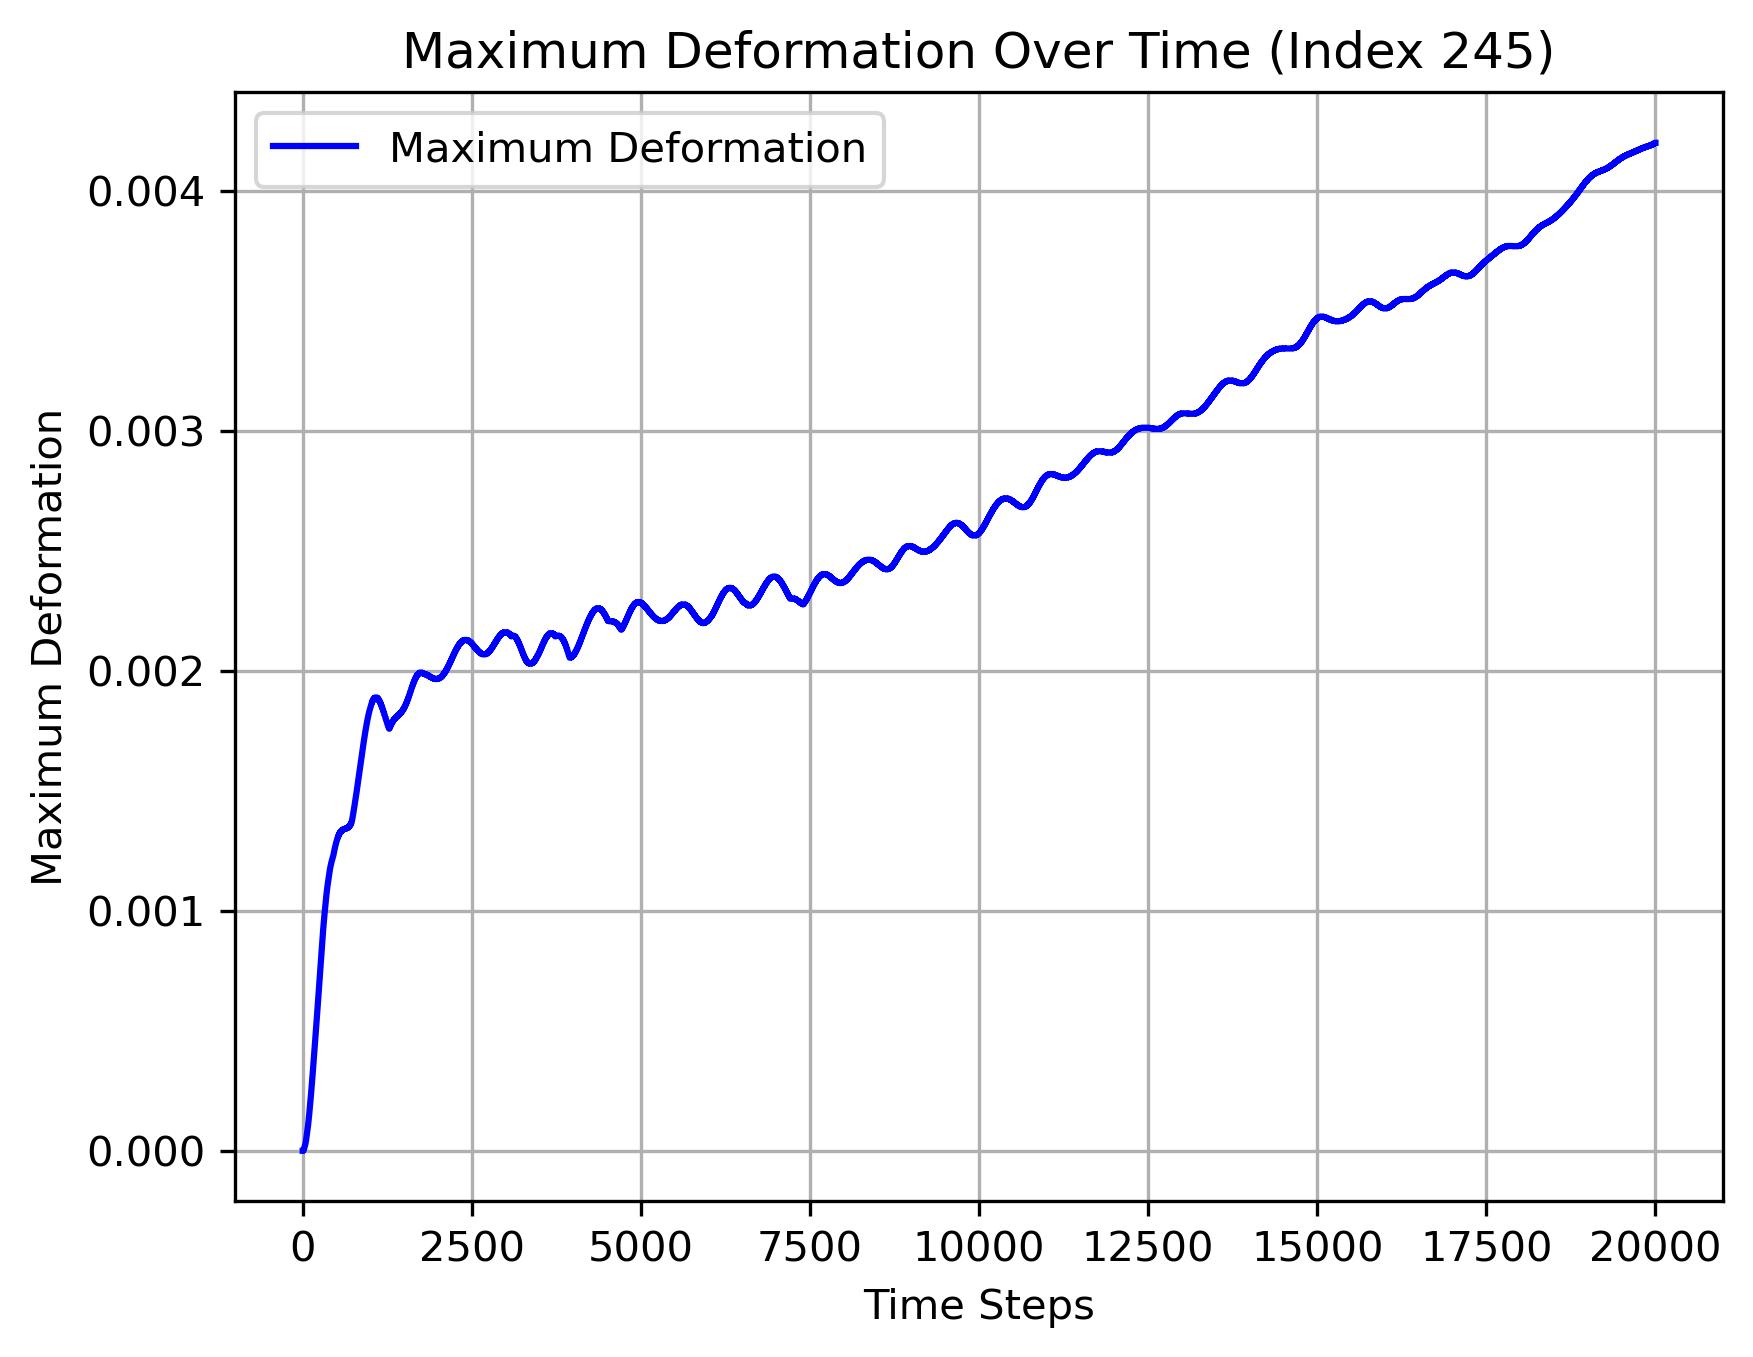 Maximum Deformation Over Time (Index 245)
Maximum Deformation
0.004
0.003
0.002
0.001
0.000
Maximum Deformation
0 2500 5000 7500 10000 12500 15000 17500 20000
Time Steps